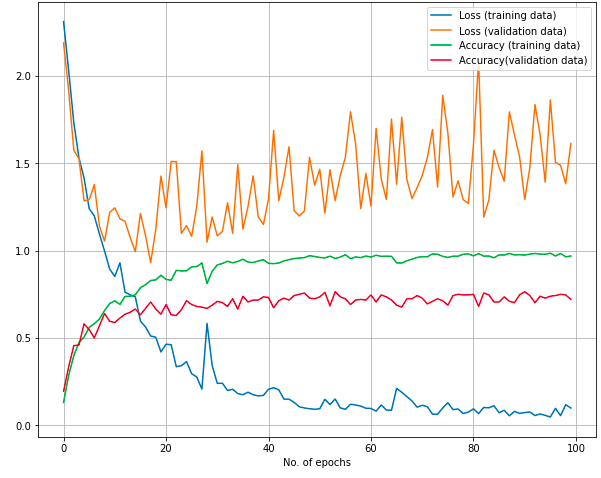 Loss (training data)
Loss (validation data)
Accuracy (training data)
Accuracy(validation data)
2.0
1.5
1.0
0.5
0.0
0 20 40 60 80 100
No. of epochs